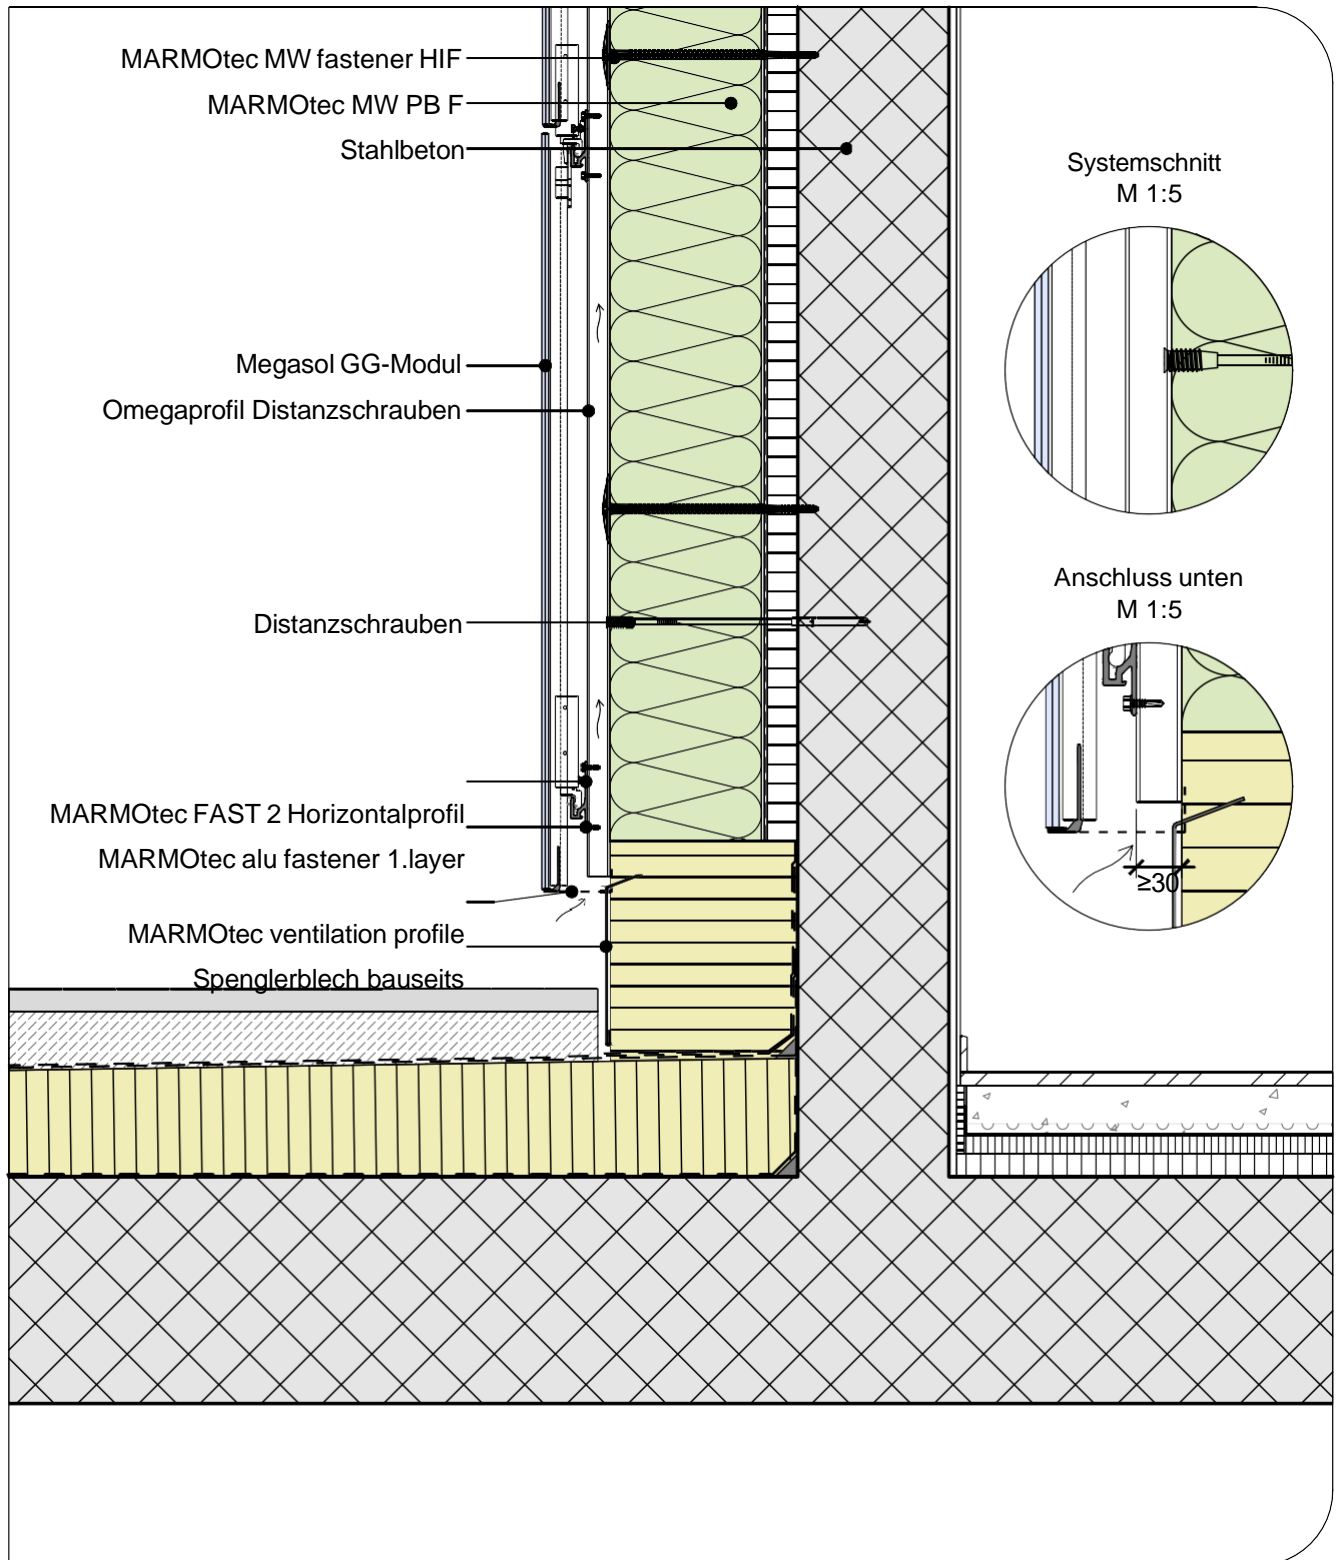 MARMOtec MW fastener HIF
MARMOtec MW PB F
Stahlbeton
Megasol GG-Modul
Omegaprofil Distanzschrauben
Distanzschrauben
MARMOtec FAST 2 Horizontalprofil
MARMOtec alu fastener 1.layer
MARMOtec ventilation profile
Spenglerblech bauseits
Systemschnitt
M 1:5
Anschluss unten
M 1:5
≥30